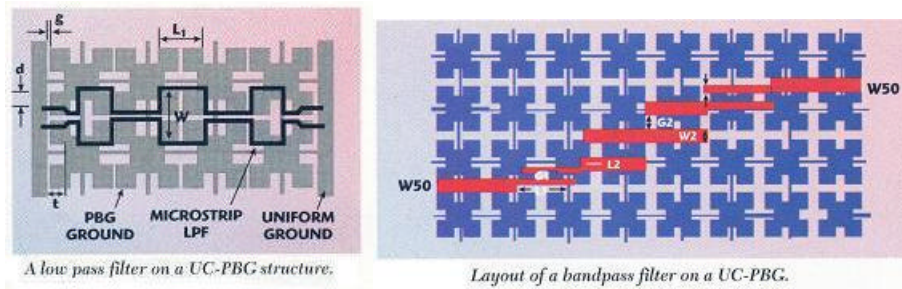 g
L1
d
W
t
PBG
GROUND
MICROSTRIP
LPF
UNIFORM
GROUND
A low pass filter on a UC-PBG structure.
W50
G2
W2
L2
W50
Layout of a bandpass filter on a UC-PBG.